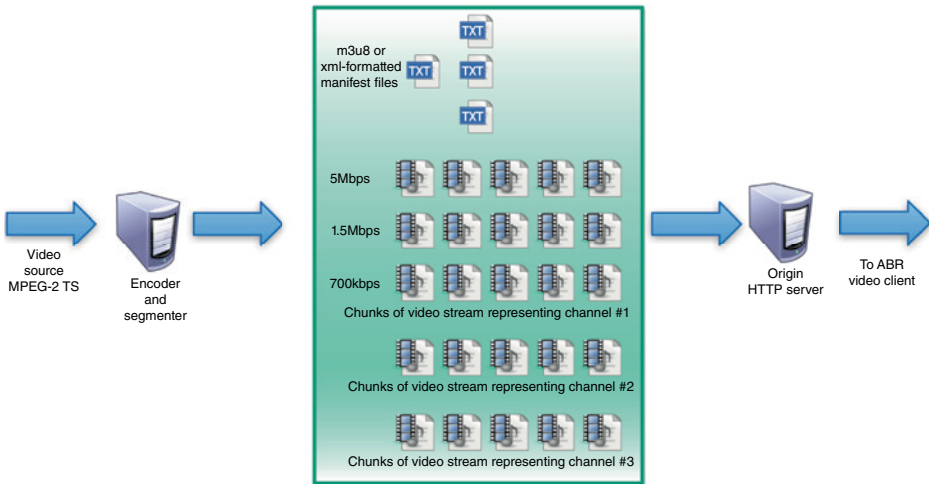 TXT
m3u8 or
xml-formatted
manifest files
TXT
TXT
TXT
5Mbps
1.5Mbps
700kbps
Chunks of video stream representing channel #1
Chunks of video stream representing channel #2
Chunks of video stream representing channel #3
Video
source
MPEG-2 TS
Encoder
and
segmenter
Origin
HTTP server
To ABR
video client